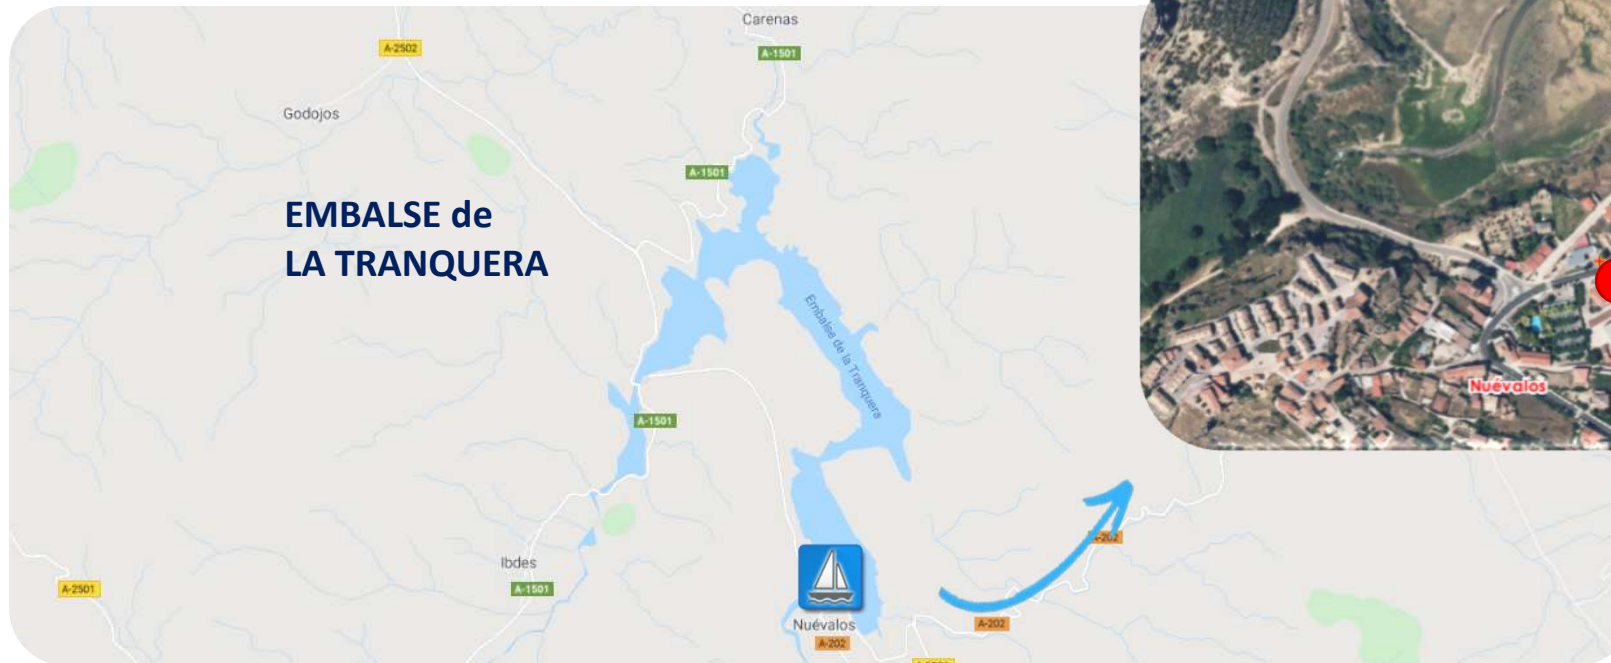 Carenas
A-2502
A-1501
Godojos
A-1501
EMBALSE de
LA TRANQUERA
Embalse de la Tranquera
Nuévalos
A-1501
A-202
Ibdes
A-2501
A-1501
Nuévalos
A-202
A-202